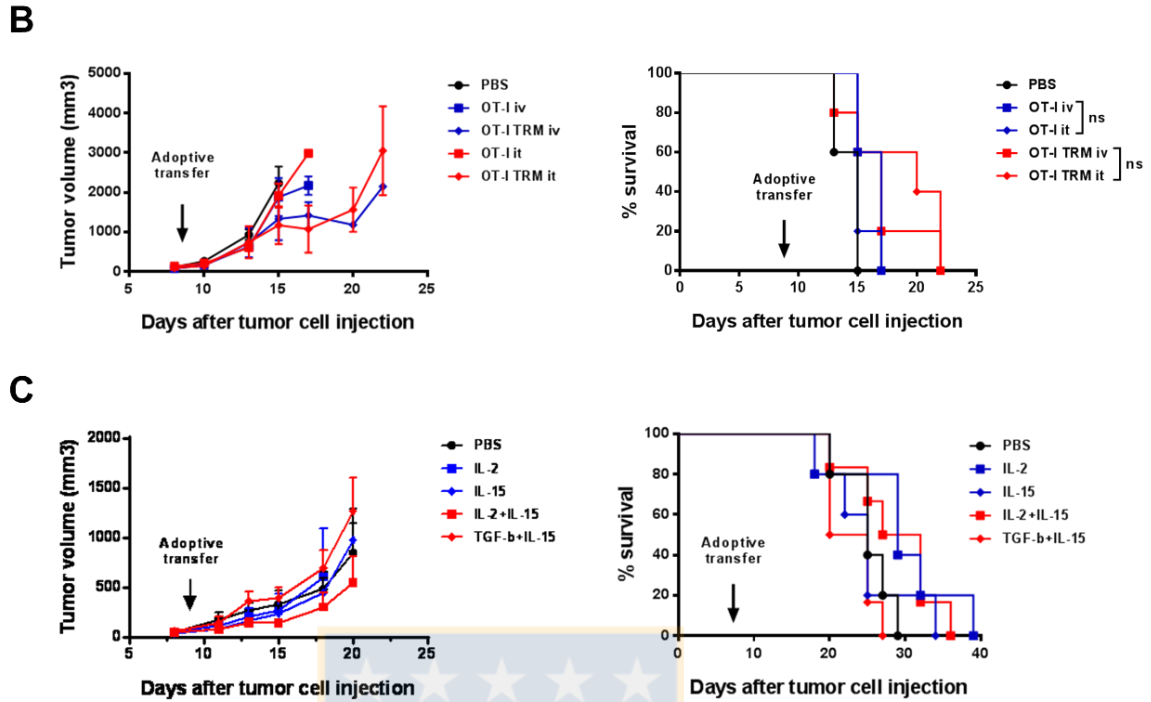 B
Tumor volume (mm3)
5000
4000
3000
2000
1000
0
5
10
15
20
25
Days after tumor cell injection
Adoptive
transfer
PBS
OT-I iv
OT-I TRM iv
OT-I it
OT-I TRM it
% survival
100
80
60
40
20
0
0
5
10
15
20
25
Days after tumor cell injection
Adoptive
transfer
PBS
OT-I iv
OT-I it
ns
OT-I TRM iv
OT-I TRM it
ns
C
Tumor volume (mm3)
2000
1500
1000
500
0
5
10
15
20
25
Days after tumor cell injection
Adoptive
transfer
PBS
IL-2
IL-15
IL-2+IL-15
TGF-b+IL-15
% survival
100
80
60
40
20
0
0
10
20
30
40
Days after tumor cell injection
Adoptive
transfer
PBS
IL-2
IL-15
IL-2+IL-15
TGF-b+IL-15